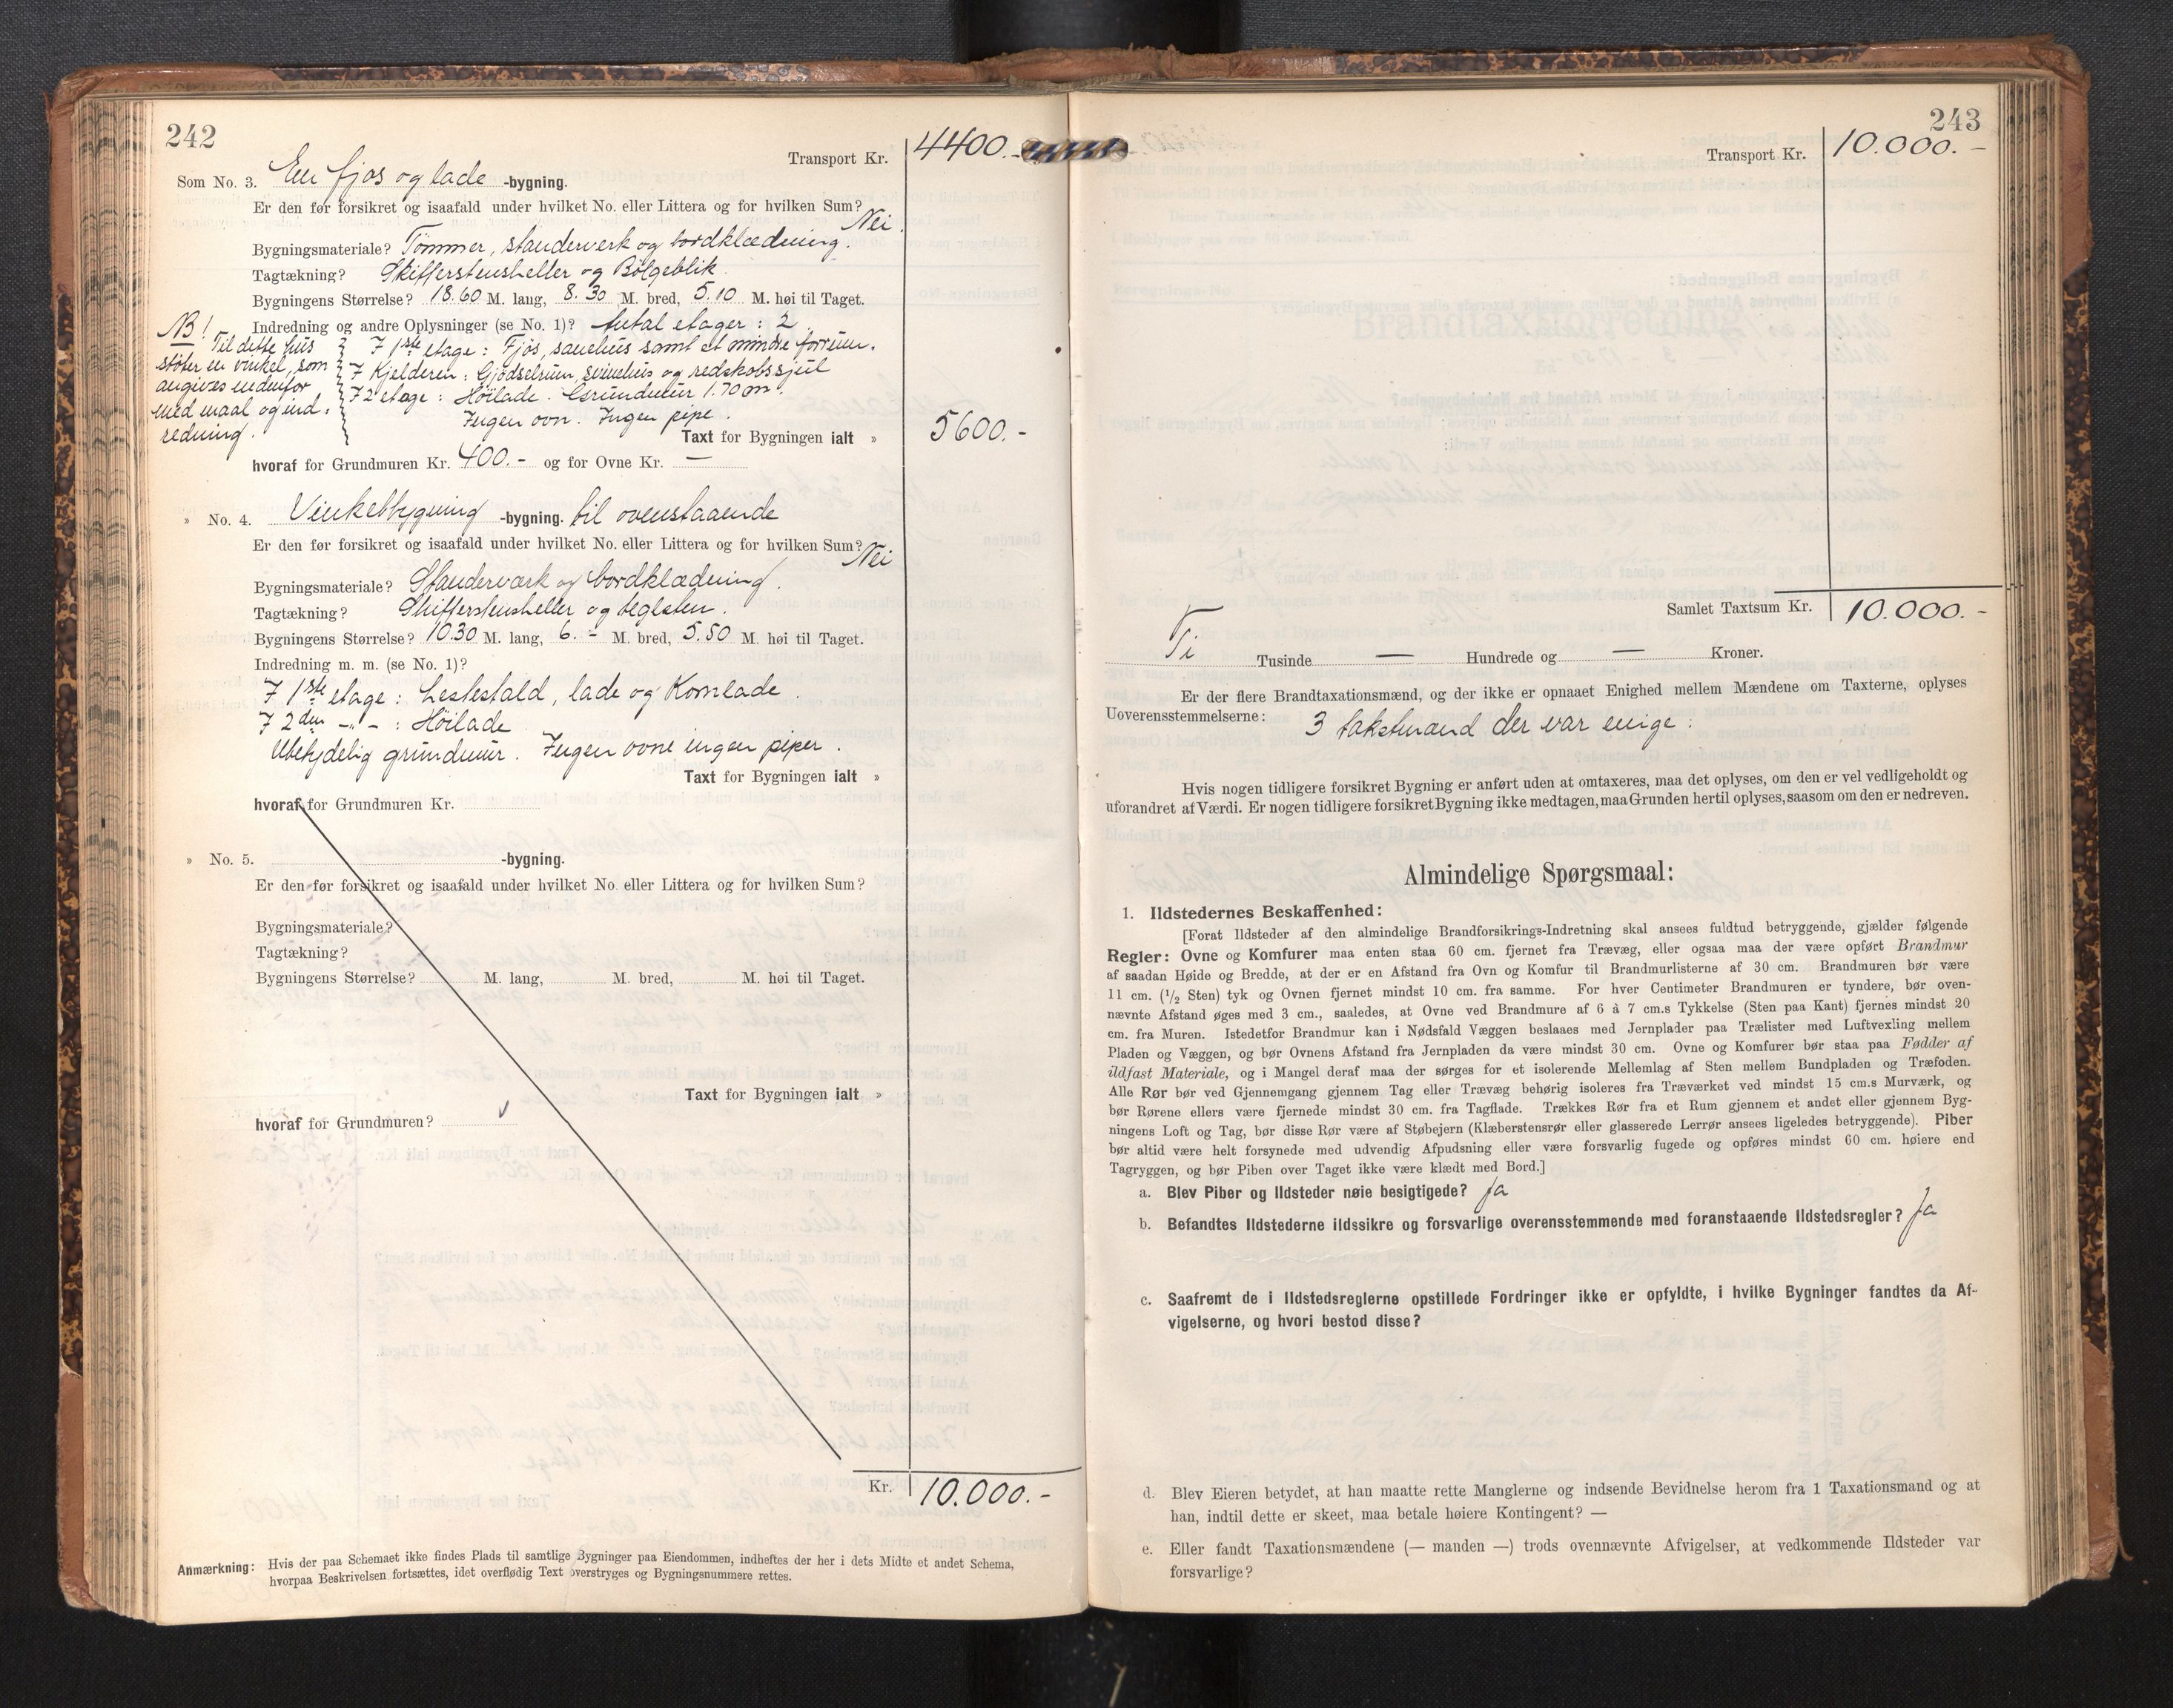 242
Transport Kr. 4400.-
Som No. 3. En fjos og lade -bygning.
Er den før forsikret og isaafald under hvilket No. eller Littera og for hvilken Sum?
Nei.
Bygningsmateriale? Tømmer, standerverk og bordklædning.
Tagtækning? Skifferstensheller og Bølgeblik
Bygningens Størrelse? 18.60 M. lang, 8.30 M. bred, 5.10 M. høi til Taget.
Indredning og andre Oplysninger (se No. 1)? Antal etager: 2.
I 1ste etage: Fjøs, sauehus samt et mindre forrum.
I Kjelderen: Gjødselrum, svinehus og redskabsskjul
I 2 etage: Høilade. Grundmur 1.70 m.
Ingen ovn. Ingen pipe.
NB! Til dette hus
støter en vinkel, som
angives nedenfor
med maal og ind-
redning.
Taxt for Bygningen ialt » 5600.-
hvoraf for Grundmuren Kr. 400.- og for Ovne Kr. —
» No. 4. Vinkelbygning -bygning. til ovenstaaende
Er den før forsikret og isaafald under hvilket No. eller Littera og for hvilken Sum?
Nei
Bygningsmateriale? Standerværk og bordklædning.
Tagtækning? Skifferstensheller og teglsten.
Bygningens Størrelse? 10.30 M. lang, 6.- M. bred, 5.50 M. høi til Taget.
Indredning m. m. (se No. 1)?
I 1ste etage: Hestestald, lade og Kornlade.
I 2den -"- : Høilade
Ubetydelig grundmur. Ingen ovne ingen piper.
Taxt for Bygningen ialt »
hvoraf for Grundmuren Kr.
» No. 5. -bygning.
Er den før forsikret og isaafald under hvilket No. eller Littera og for hvilken Sum?
Bygningsmateriale?
Tagtækning?
Bygningens Størrelse? M. lang, M. bred, M. høi til Taget.
Taxt for Bygningen ialt »
hvoraf for Grundmuren?
Kr. 10.000.-
Anmærkning: Hvis der paa Schemaet ikke findes Plads til samtlige Bygninger paa Eiendommen, indheftes der her i dets Midte et andet Schema,
hvorpaa Beskrivelsen fortsættes, idet overflødig Text overstryges og Bygningsnummere rettes.
243
Transport Kr. 10.000.-
Samlet Taxtsum Kr. 10.000.-
Ti Tusinde — Hundrede og — Kroner.
Er der flere Brandtaxationsmænd, og der ikke er opnaaet Enighed mellem Mændene om Taxterne, oplyses
Uoverensstemmelserne: 3 takstmænd der var enige.
Hvis nogen tidligere forsikret Bygning er anført uden at omtaxeres, maa det oplyses, om den er vel vedligeholdt og
uforandret af Værdi. Er nogen tidligere forsikret Bygning ikke medtagen, maa Grunden hertil oplyses, saasom om den er nedreven.
Almindelige Spørgsmaal:
1. Ildstedernes Beskaffenhed:
[Forat Ildsteder af den almindelige Brandforsikrings-Indretning skal ansees fuldtud betryggende, gjælder følgende
Regler: Ovne og Komfurer maa enten staa 60 cm. fjernet fra Trævæg, eller ogsaa maa der være opført Brandmur
af saadan Høide og Bredde, at der er en Afstand fra Ovn og Komfur til Brandmurlisterne af 30 cm. Brandmuren bør være
11 cm. (1/2 Sten) tyk og Ovnen fjernet mindst 10 cm. fra samme. For hver Centimeter Brandmuren er tyndere, bør oven-
nævnte Afstand øges med 3 cm., saaledes, at Ovne ved Brandmure af 6 à 7 cm.s Tykkelse (Sten paa Kant) fjernes mindst 20
cm. fra Muren. Istedetfor Brandmur kan i Nødsfald Væggen beslaaes med Jernplader paa Trælister med Luftvexling mellem
Pladen og Væggen, og bør Ovnens Afstand fra Jernpladen da være mindst 30 cm. Ovne og Komfurer bør staa paa Fødder af
ildfast Materiale, og i Mangel deraf maa der sørges for et isolerende Mellemlag af Sten mellem Bundpladen og Træfoden.
Alle Rør bør ved Gjennemgang gjennem Tag eller Trævæg behørig isoleres fra Træværket ved mindst 15 cm.s Murværk, og
bør Rørene ellers være fjernede mindst 30 cm. fra Tagflade. Trækkes Rør fra et Rum gjennem et andet eller gjennem Byg-
ningens Loft og Tag, bør disse Rør være af Støbejern (Klæberstensrør eller glasserede Lerrør ansees ligeledes betryggende). Piber
bør altid være helt forsynede med udvendig Afpudsning eller være forsvarlig fugede og opføres mindst 60 cm. høiere end
Tagryggen, og bør Piben over Taget ikke være klædt med Bord.]
a. Blev Piber og Ildsteder nøie besigtigede? Ja
b. Befandtes Ildstederne ildssikre og forsvarlige overensstemmende med foranstaaende Ildstedsregler? Ja
c. Saafremt de i Ildstedsreglerne opstillede Fordringer ikke er opfyldte, i hvilke Bygninger fandtes da Af-
vigelserne, og hvori bestod disse?
d. Blev Eieren betydet, at han maatte rette Manglerne og indsende Bevidnelse herom fra 1 Taxationsmand og at
han, indtil dette er skeet, maa betale høiere Kontingent? —
e. Eller fandt Taxationsmændene (— manden —) trods ovennævnte Afvigelser, at vedkommende Ildsteder var
forsvarlige?